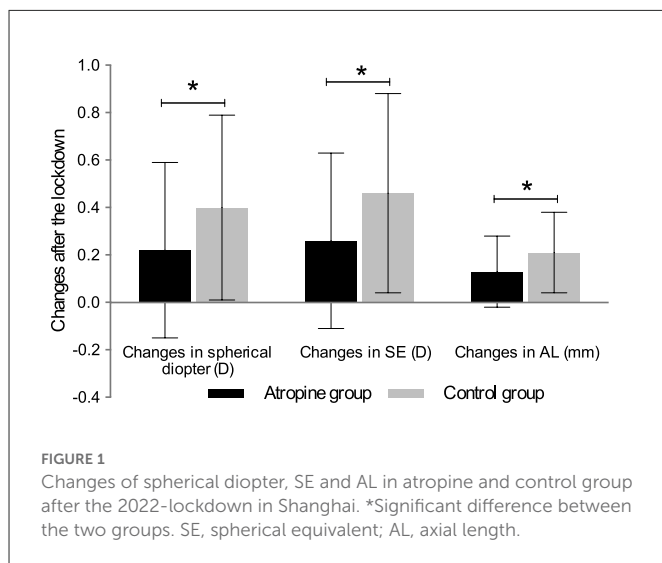 1.0
*
*
0.8
0.6
*
0.4
0.2
0.0
Changes in spherical diopter (D)
Changes in SE (D)
Changes in AL (mm)
-0.2
-0.4
Changes after the lockdown
Atropine group
Control group
FIGURE 1
Changes of spherical diopter, SE and AL in atropine and control group
after the 2022-lockdown in Shanghai. *Significant difference between
the two groups. SE, spherical equivalent; AL, axial length.